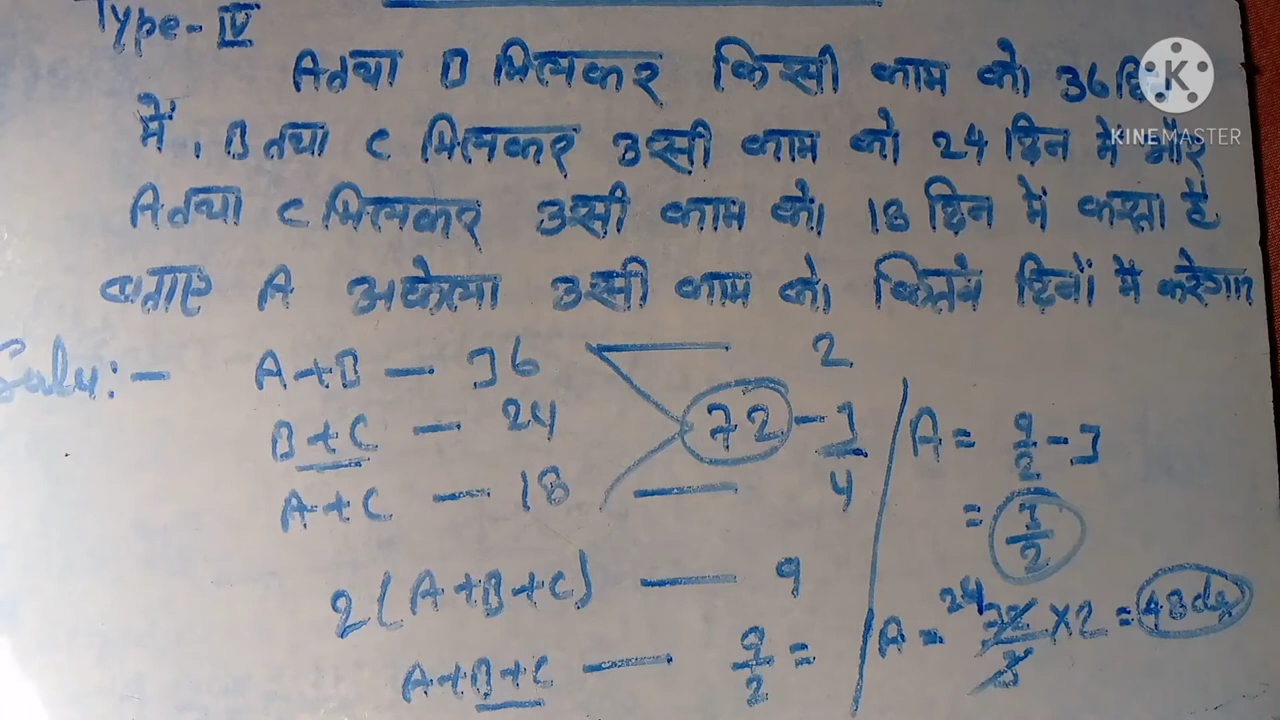 Type-IV
A तथा B मिलकर किसी काम को 36 दिन
में, B तथा C मिलकर उसी काम को 24 दिन में और
A तथा C मिलकर उसी काम को 18 दिन में करता है
बताए A अकेला उसी काम को कितने दिनों में करेगा
KINEMASTER
Solu:-
A+B — 36 2
B+C — 24 72 - 3
A+C — 18 — 4
2(A+B+C) — 9
A+B+C — 9/2 =
A = 9/2 - 3
= 3/2
A = 24 72/3 × 2 = 48 day